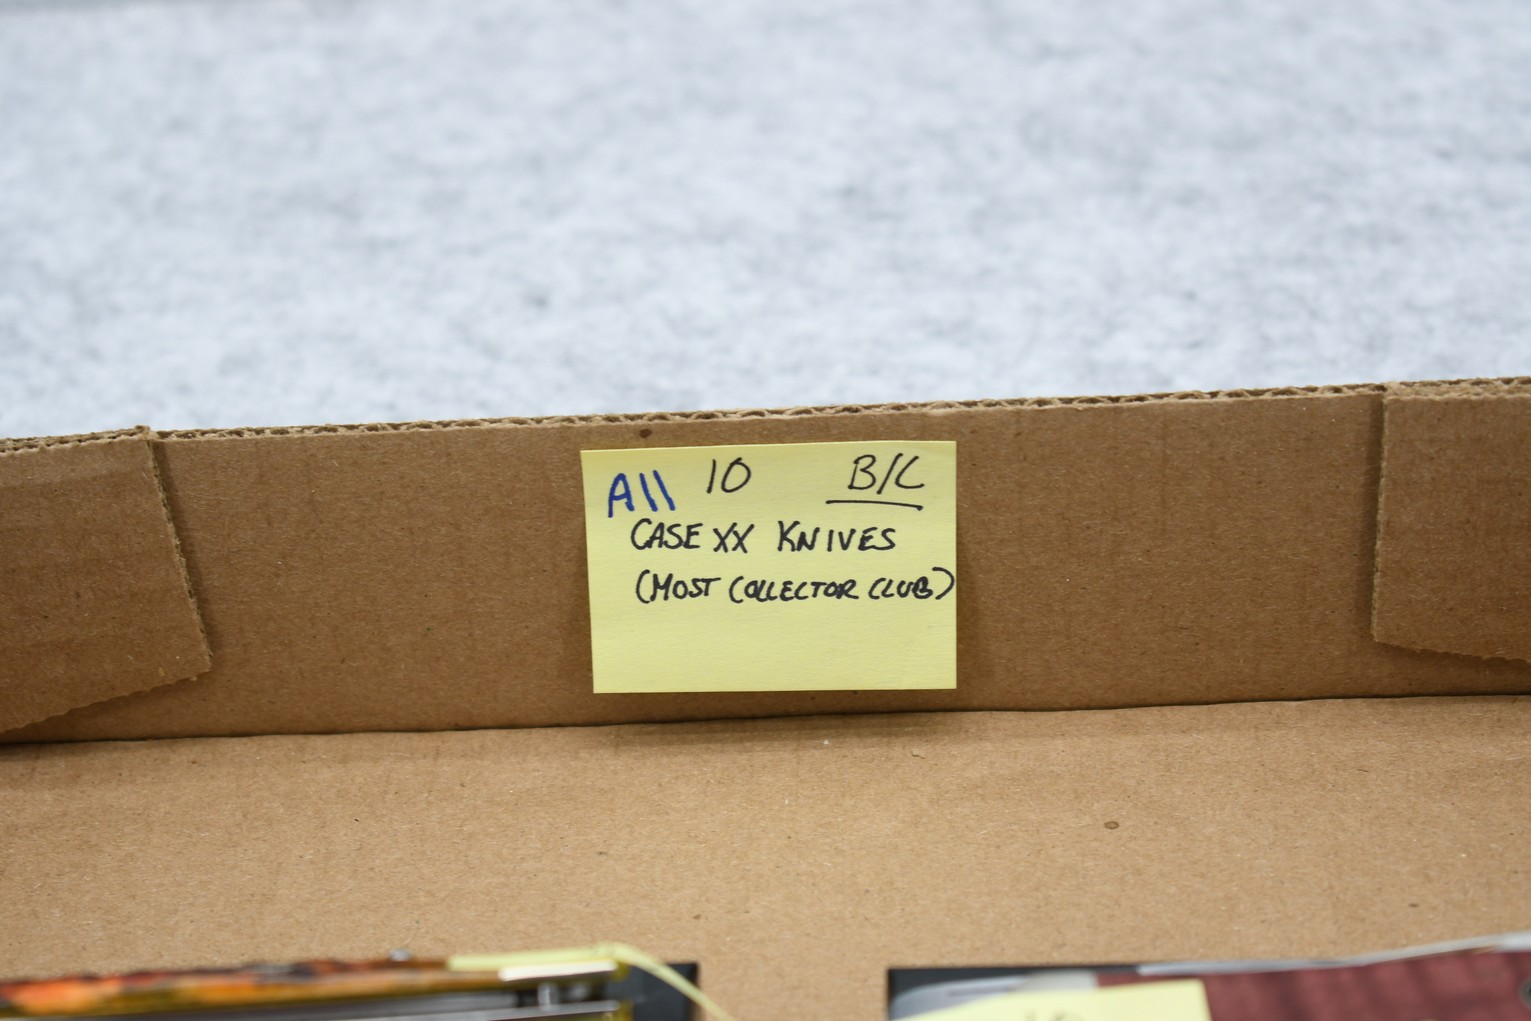 All 10 B/C
CASE XX KNIVES
(MOST COLLECTOR CLUB)